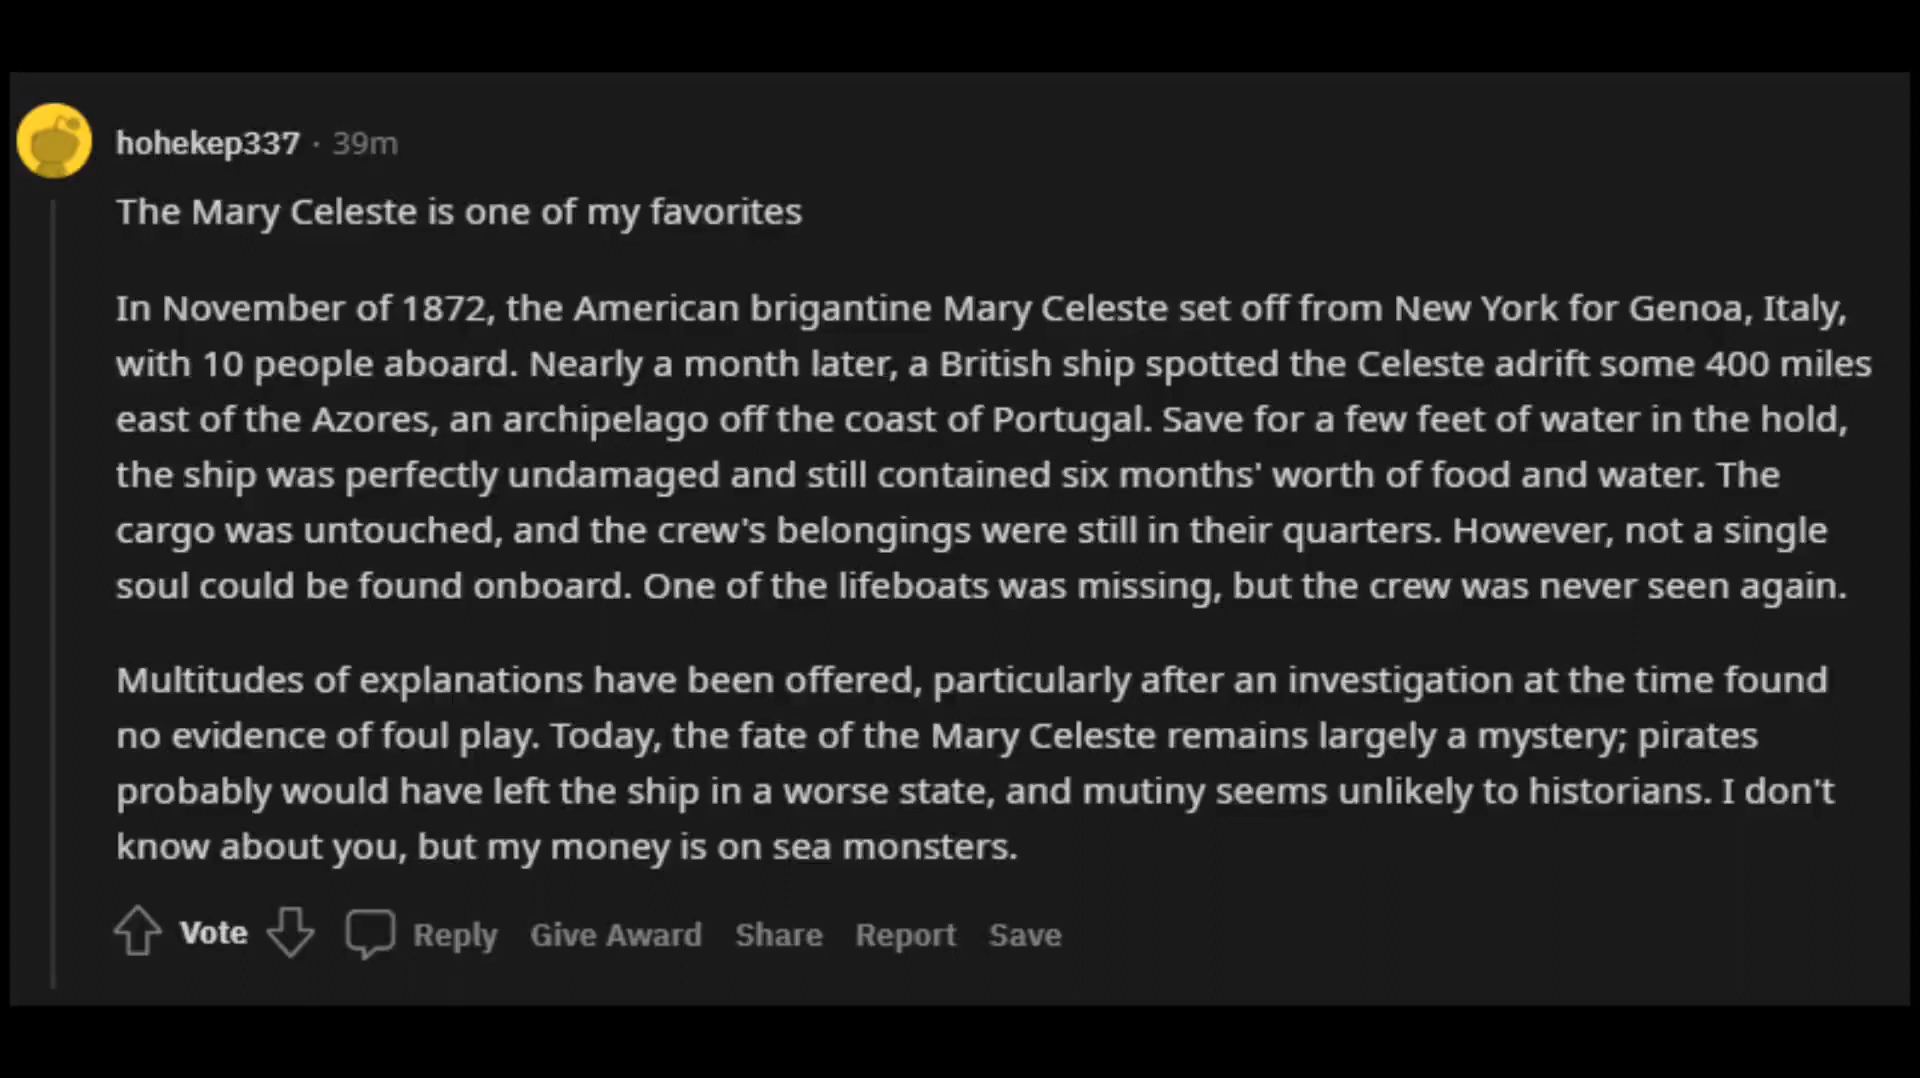 hohekep337 · 39m
The Mary Celeste is one of my favorites
In November of 1872, the American brigantine Mary Celeste set off from New York for Genoa, Italy,
with 10 people aboard. Nearly a month later, a British ship spotted the Celeste adrift some 400 miles
east of the Azores, an archipelago off the coast of Portugal. Save for a few feet of water in the hold,
the ship was perfectly undamaged and still contained six months' worth of food and water. The
cargo was untouched, and the crew's belongings were still in their quarters. However, not a single
soul could be found onboard. One of the lifeboats was missing, but the crew was never seen again.
Multitudes of explanations have been offered, particularly after an investigation at the time found
no evidence of foul play. Today, the fate of the Mary Celeste remains largely a mystery; pirates
probably would have left the ship in a worse state, and mutiny seems unlikely to historians. I don't
know about you, but my money is on sea monsters.
Vote Reply Give Award Share Report Save